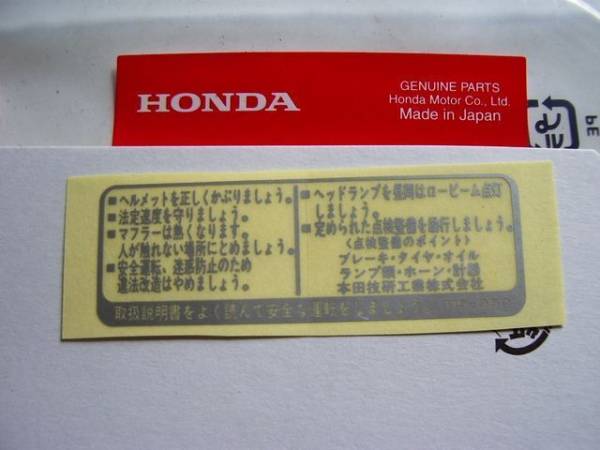 HONDA
GENUINE PARTS
Honda Motor Co., Ltd.
Made in Japan
■ヘルメットを正しくかぶりましょう。
■法定速度を守りましょう。
■マフラーは熱くなります。
人が触れない場所にとめましょう。
■安全運転、迷惑防止のため
違法改造はやめましょう。
■ヘッドランプを昼間はロービーム点灯
しましょう。
■定められた点検整備を励行しましょう。
〈点検整備のポイント〉
ブレーキ・タイヤ・オイル
ランプ類・ホーン・計器
本田技研工業株式会社
取扱説明書をよく読んで安全な運転をしましょう。